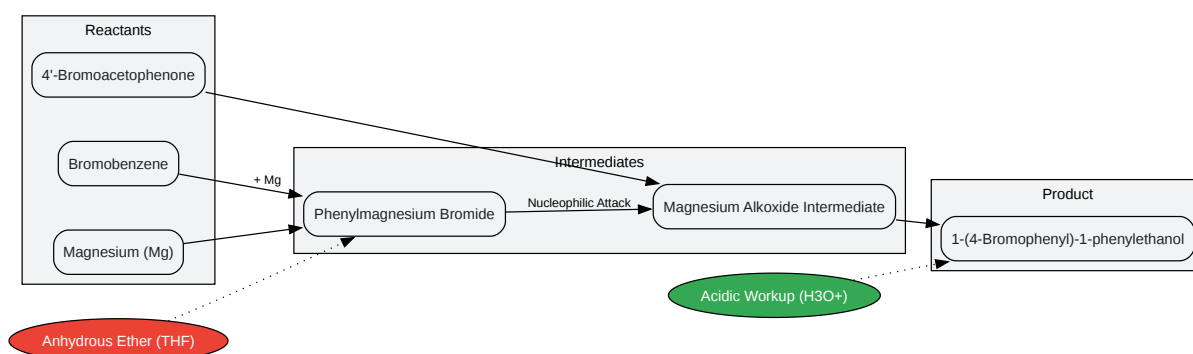 Reactants
4'-Bromoacetophenone
Bromobenzene
Magnesium (Mg)
+ Mg
Intermediates
Phenylmagnesium Bromide
Nucleophilic Attack
Magnesium Alkoxide Intermediate
Product
1-(4-Bromophenyl)-1-phenylethanol
Acidic Workup (H3O+)
Anhydrous Ether (THF)